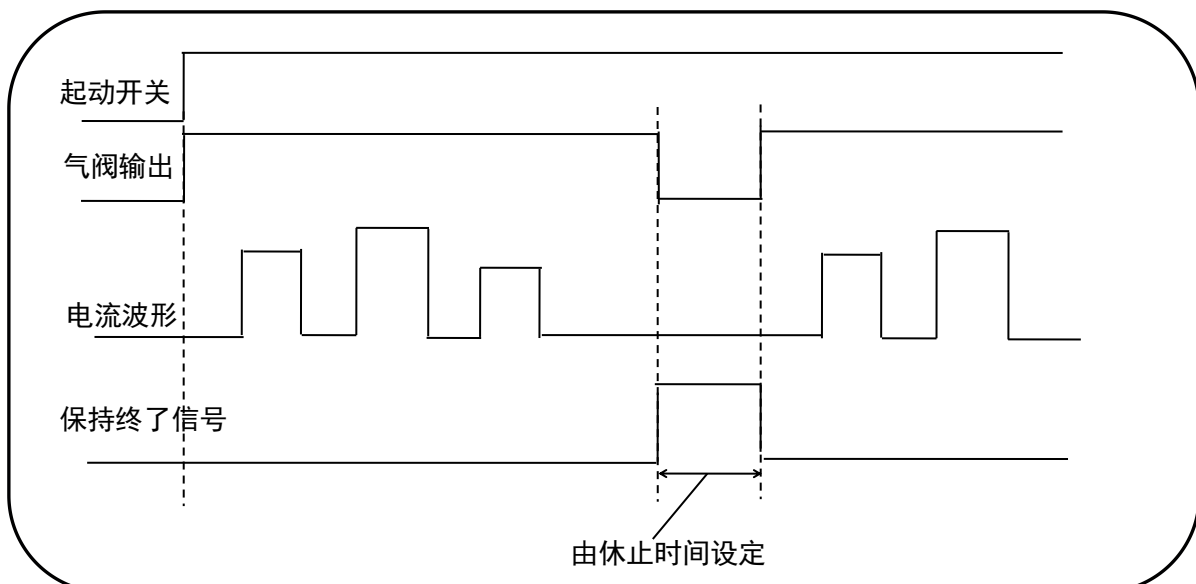 起动开关
气阀输出
电流波形
保持终了信号
由休止时间设定